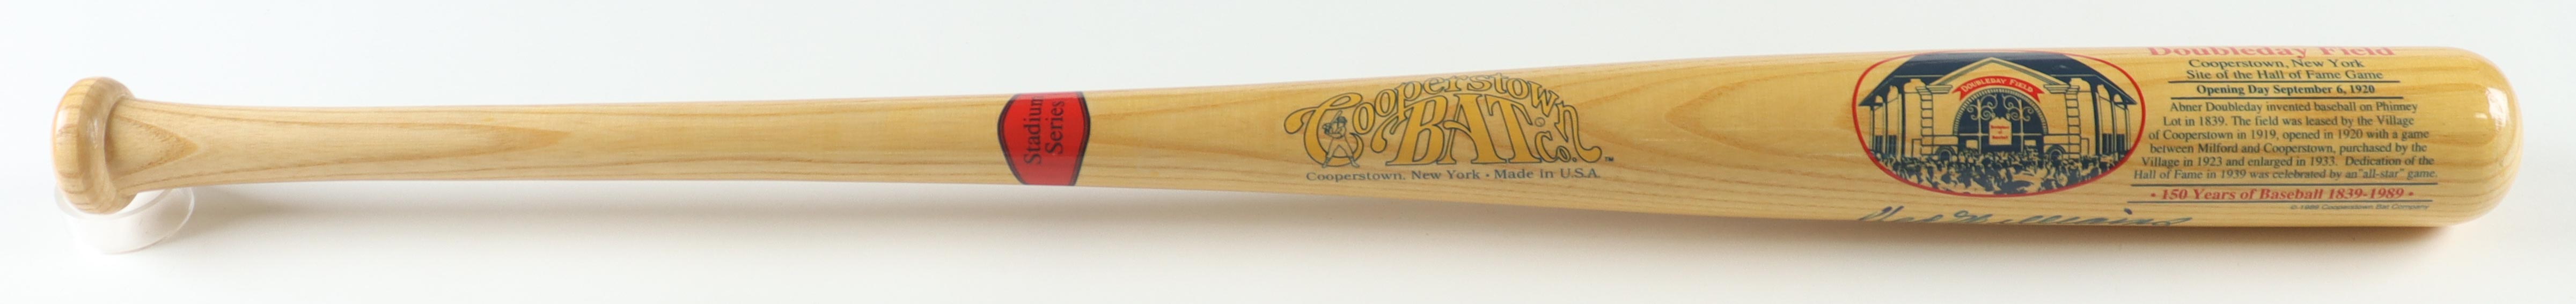 Stadium
Series
Cooperstown
BAT
Co.
™
Cooperstown, New York • Made In U.S.A.
DOUBLEDAY FIELD
Doubleday Field
Cooperstown, New York
Site of the Hall of Fame Game
Opening Day September 6, 1920
Abner Doubleday invented baseball on Phinney
Lot in 1839. The field was leased by the Village
of Cooperstown in 1919, opened in 1920 with a game
between Milford and Cooperstown, purchased by the
Village in 1923 and enlarged in 1933. Dedication of the
Hall of Fame in 1939 was celebrated by an "all-star" game.
• 150 Years of Baseball 1839-1989 •
Cooperstown Bat Company